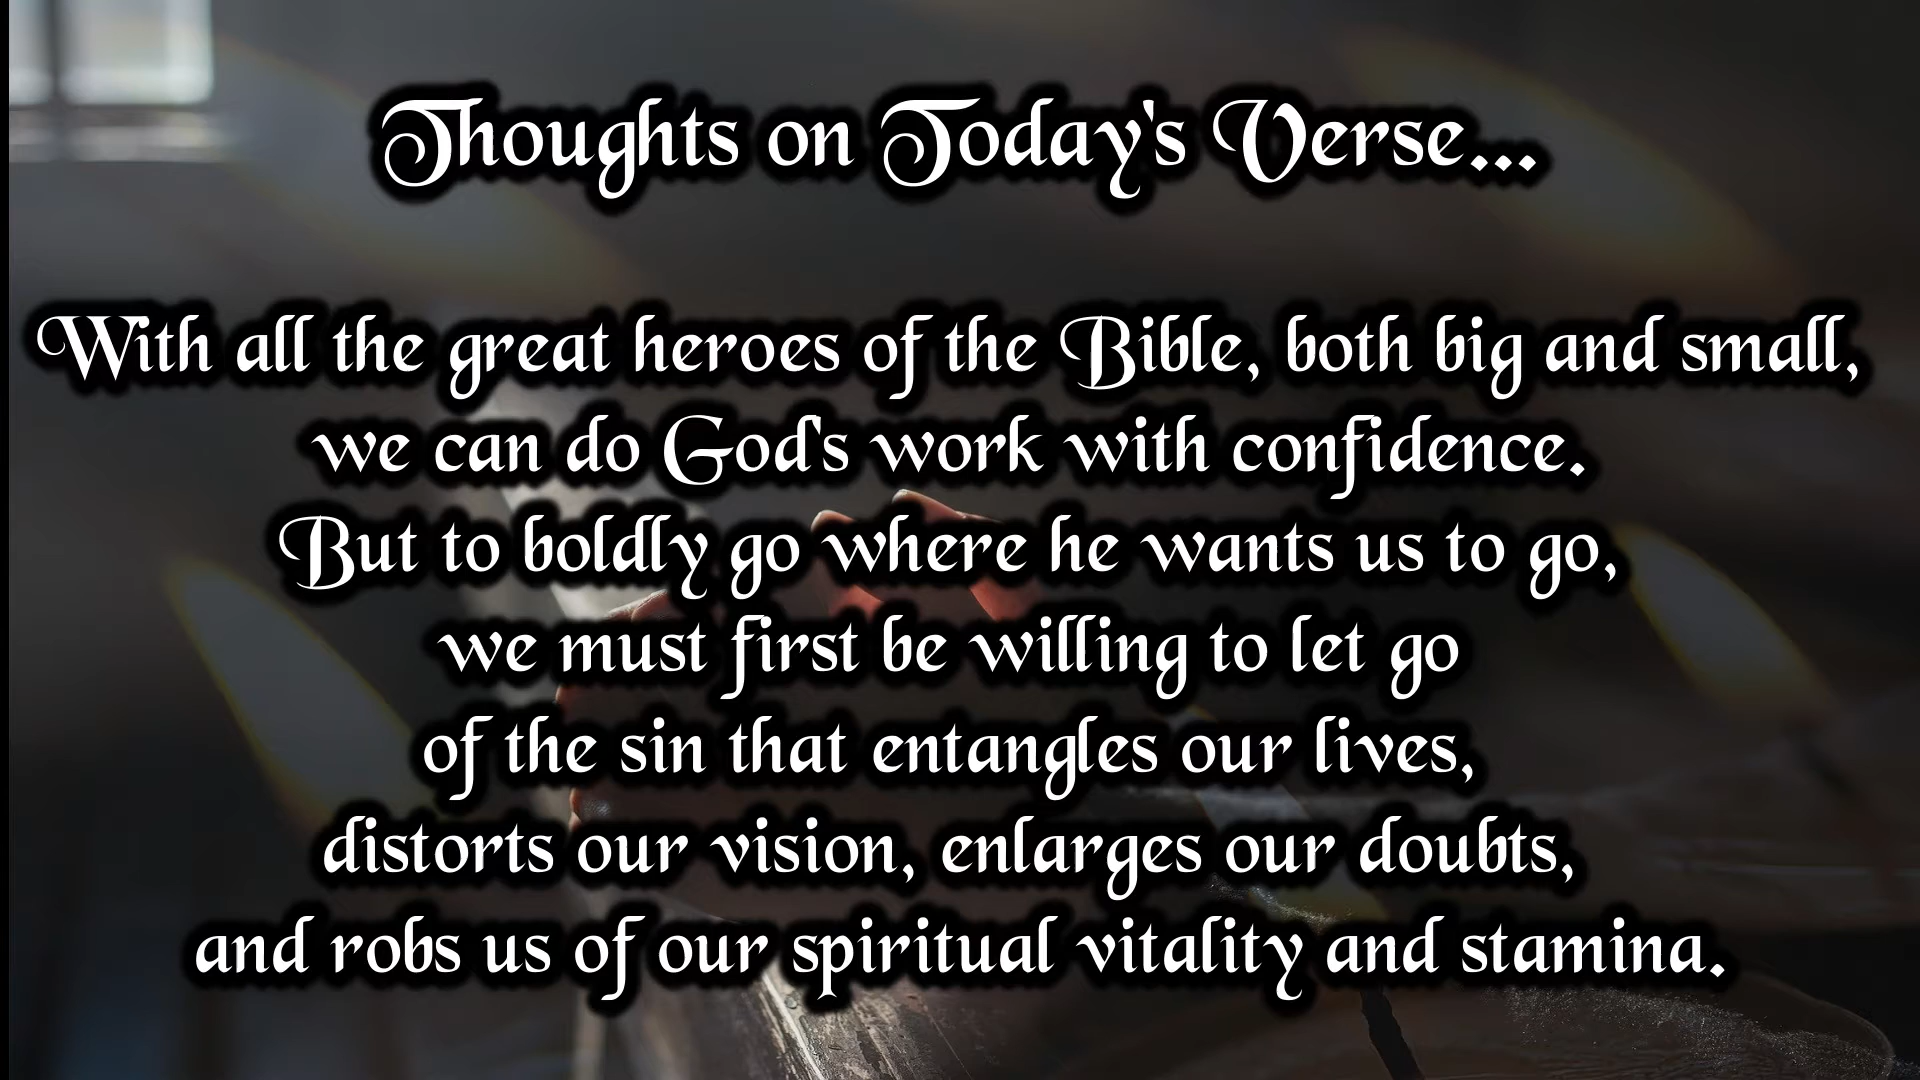 Thoughts on Today's Verse...
With all the great heroes of the Bible, both big and small,
we can do God's work with confidence.
But to boldly go where he wants us to go,
we must first be willing to let go
of the sin that entangles our lives,
distorts our vision, enlarges our doubts,
and robs us of our spiritual vitality and stamina.